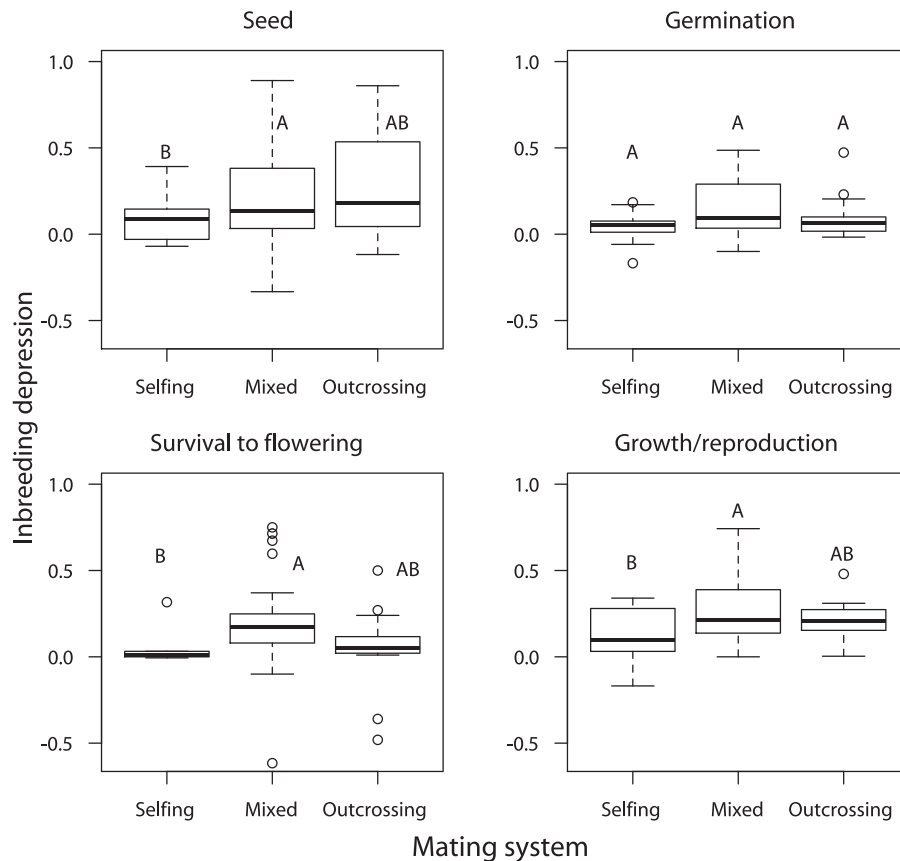 Seed
Germination
1.0
0.5
0.0
-0.5
B
A
AB
1.0
0.5
0.0
-0.5
A
A
A
Selfing Mixed Outcrossing
Selfing Mixed Outcrossing
Inbreeding depression
Survival to flowering
Growth/reproduction
1.0
0.5
0.0
-0.5
B
A
AB
1.0
0.5
0.0
-0.5
B
A
AB
Selfing Mixed Outcrossing
Selfing Mixed Outcrossing
Mating system